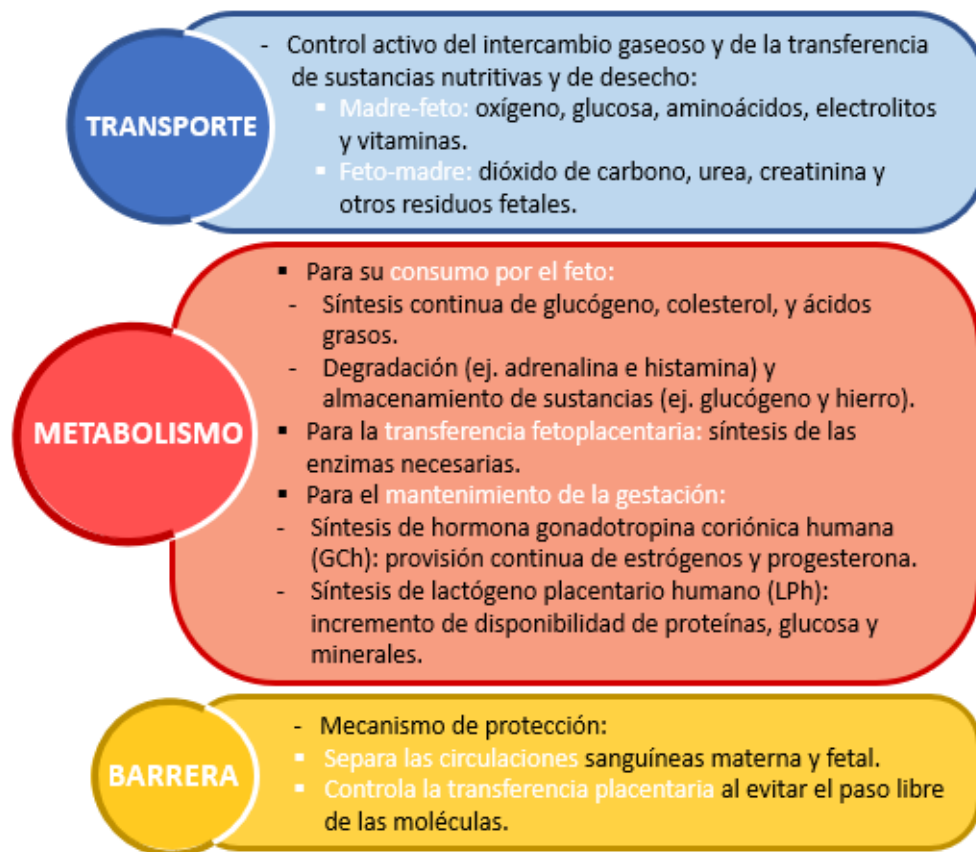 TRANSPORTE
- Control activo del intercambio gaseoso y de la transferencia
de sustancias nutritivas y de desecho:
▪ Madre-feto: oxígeno, glucosa, aminoácidos, electrolitos
y vitaminas.
▪ Feto-madre: dióxido de carbono, urea, creatinina y
otros residuos fetales.
METABOLISMO
▪ Para su consumo por el feto:
- Síntesis continua de glucógeno, colesterol, y ácidos
grasos.
- Degradación (ej. adrenalina e histamina) y
almacenamiento de sustancias (ej. glucógeno y hierro).
▪ Para la transferencia fetoplacentaria: síntesis de las
enzimas necesarias.
▪ Para el mantenimiento de la gestación:
- Síntesis de hormona gonadotropina coriónica humana
(GCh): provisión continua de estrógenos y progesterona.
- Síntesis de lactógeno placentario humano (LPh):
incremento de disponibilidad de proteínas, glucosa y
minerales.
BARRERA
- Mecanismo de protección:
▪ Separa las circulaciones sanguíneas materna y fetal.
▪ Controla la transferencia placentaria al evitar el paso libre
de las moléculas.